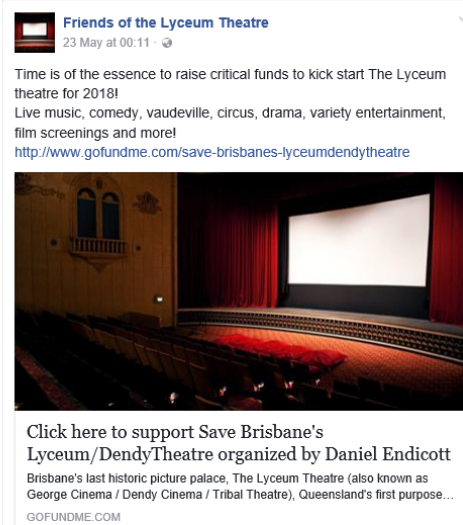 Friends of the Lyceum Theatre
23 May at 00:11 ·
Time is of the essence to raise critical funds to kick start The Lyceum
theatre for 2018!
Live music, comedy, vaudeville, circus, drama, variety entertainment,
film screenings and more!
http://www.gofundme.com/save-brisbanes-lyceumdendytheatre
Click here to support Save Brisbane's
Lyceum/DendyTheatre organized by Daniel Endicott
Brisbane's last historic picture palace, The Lyceum Theatre (also known as
George Cinema / Dendy Cinema / Tribal Theatre), Queensland's first purpose...
GOFUNDME.COM